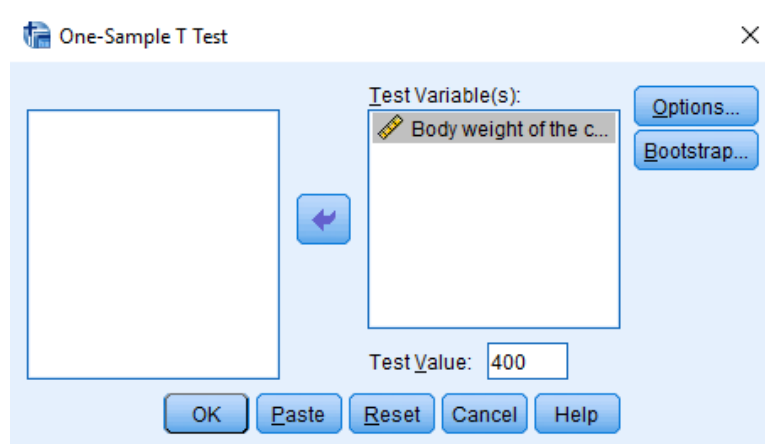 One-Sample T Test
Test Variable(s):
Body weight of the c...
Options...
Bootstrap...
Test Value: 400
OK Paste Reset Cancel Help